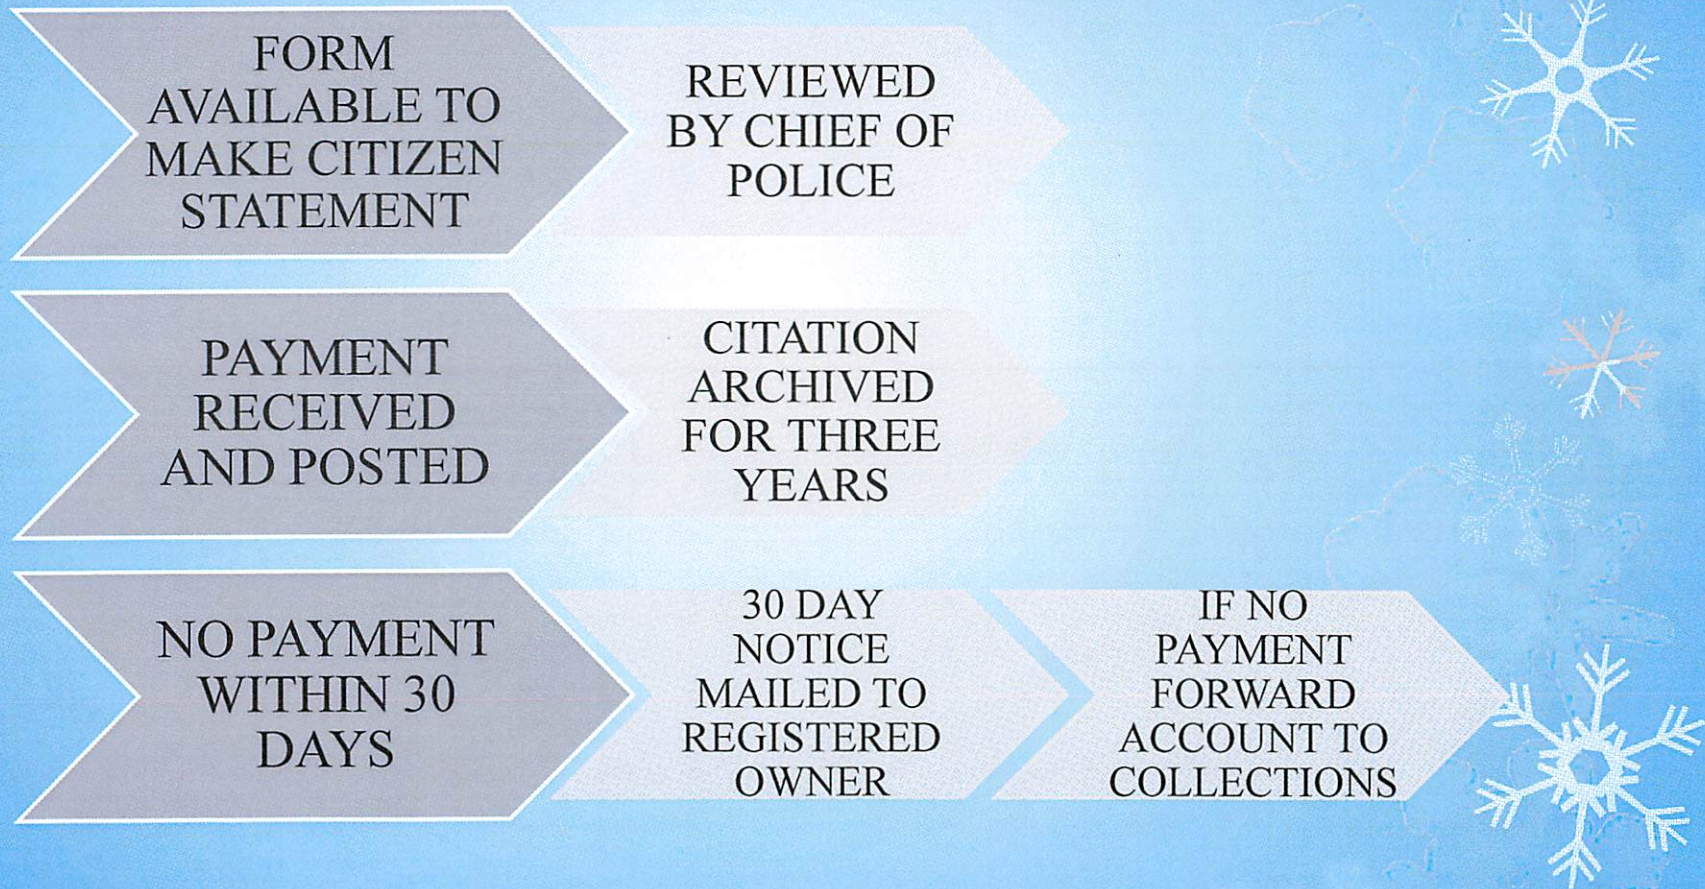 FORM
AVAILABLE TO
MAKE CITIZEN
STATEMENT
REVIEWED
BY CHIEF OF
POLICE
PAYMENT
RECEIVED
AND POSTED
CITATION
ARCHIVED
FOR THREE
YEARS
NO PAYMENT
WITHIN 30
DAYS
30 DAY
NOTICE
MAILED TO
REGISTERED
OWNER
IF NO
PAYMENT
FORWARD
ACCOUNT TO
COLLECTIONS